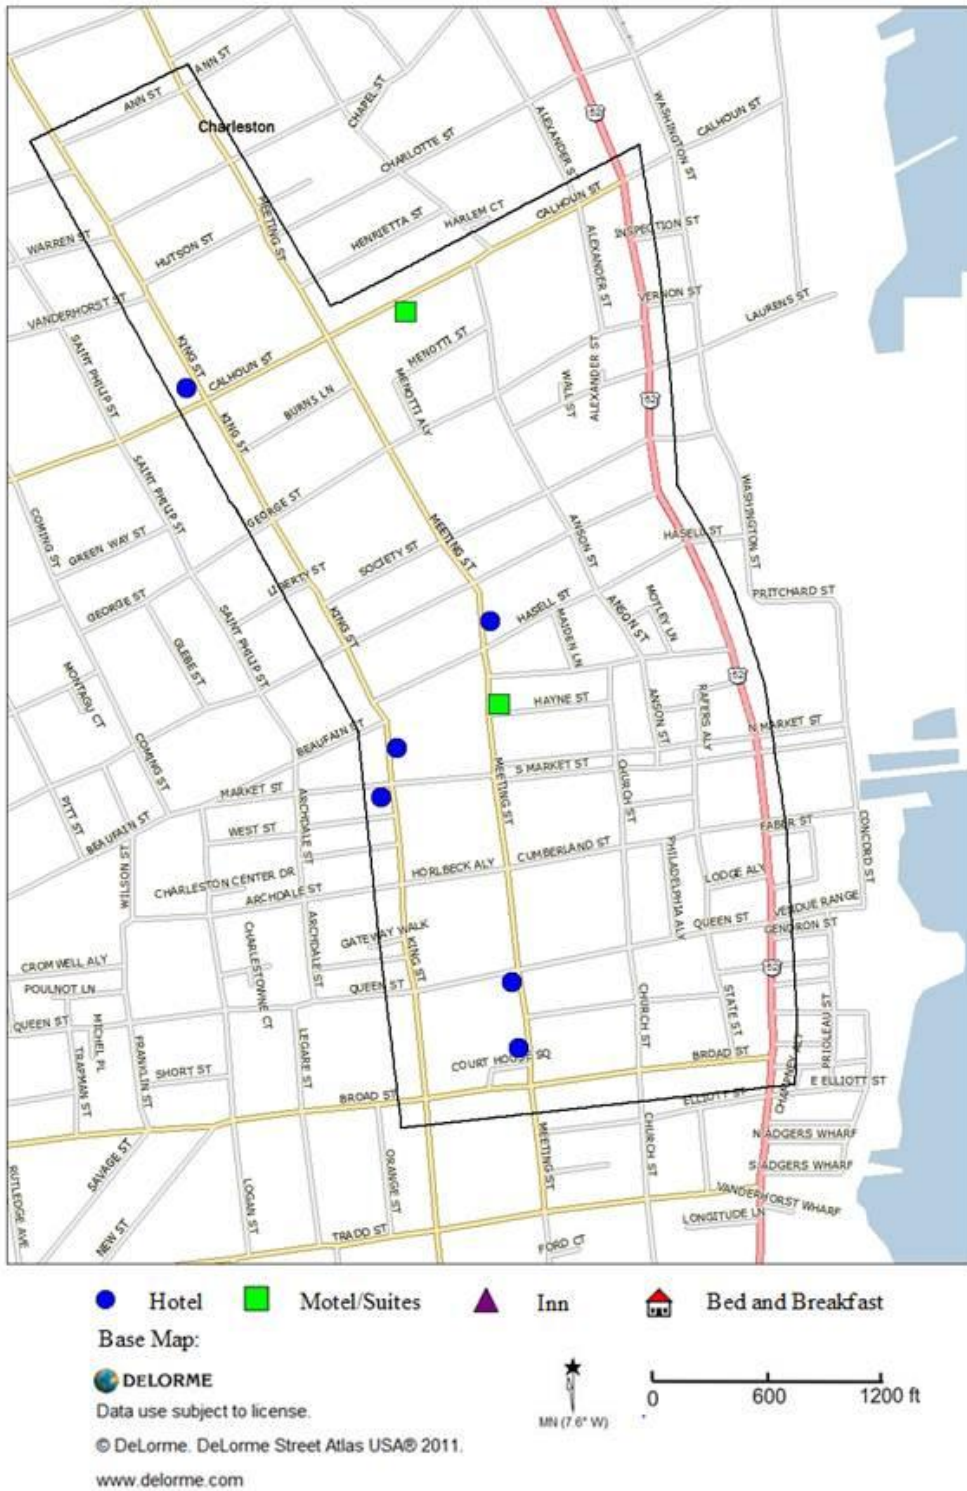 ANN ST
ANN ST
Charleston
CHAPEL ST
CHARLOTTE ST
ALEXANDER S
52
WASHINGTON ST
CALHOUN ST
MEETING ST
HENRIETTA ST
HARLEM CT
CALHOUN ST
WARREN ST
HUTSON ST
ALEXANDER ST
INSPECTION ST
VANDERHORST ST
VERNON ST
LAURENS ST
SAINT PHILIP ST
KING ST
CALHOUN ST
MENOTTI ST
MENOTTI ALY
BURNS LN
WALL ST
ALEXANDER ST
52
KING ST
SAINT PHILIP ST
GEORGE ST
COMING ST
GREEN WAY ST
MEETING ST
SOCIETY ST
ANSON ST
HASELL ST
WASHINGTON ST
LIBERTY ST
GEORGE ST
SAINT PHILIP ST
KING ST
HASELL ST
MAIDEN LN
ANSON ST
MOTLEY LN
PRITCHARD ST
GLEBE ST
MONTAGU CT
52
HAYNE ST
ANSON ST
RAFERS ALY
N MARKET ST
BEAUFAIN ST
COMING ST
S MARKET ST
MEETING ST
CHURCH ST
PITT ST
BEAUFAIN ST
MARKET ST
WEST ST
ARCHDALE ST
FABER ST
CONCORD ST
WILSON ST
CHARLESTON CENTER DR
ARCHDALE ST
HORLBECK ALY
CUMBERLAND ST
PHILADELPHIA ALY
LODGE ALY
VENDUE RANGE
QUEEN ST
GENDRON ST
GATEWAY WALK
KING ST
ARCHDALE ST
CHARLESTOWNE CT
CROMWELL ALY
POULNOT LN
QUEEN ST
QUEEN ST
52
STATE ST
PRIOLEAU ST
CHURCH ST
MICHEL PL
TRAPMAN ST
FRANKLIN ST
SHORT ST
LEGARE ST
COURT HOUSE SQ
BROAD ST
CHAMPNEY ALY
E ELLIOTT ST
BROAD ST
ELLIOTT ST
N ADGERS WHARF
S ADGERS WHARF
MEETING ST
CHURCH ST
SAVAGE ST
RUTLEDGE AVE
NEW ST
LOGAN ST
ORANGE ST
TRADD ST
FORD CT
VANDERHORST WHARF
LONGITUDE LN
Hotel
Motel/Suites
Inn
Bed and Breakfast
Base Map:
DELORME
Data use subject to license.
© DeLorme. DeLorme Street Atlas USA® 2011.
www.delorme.com
N
MN (7.6° W)
0 600 1200 ft